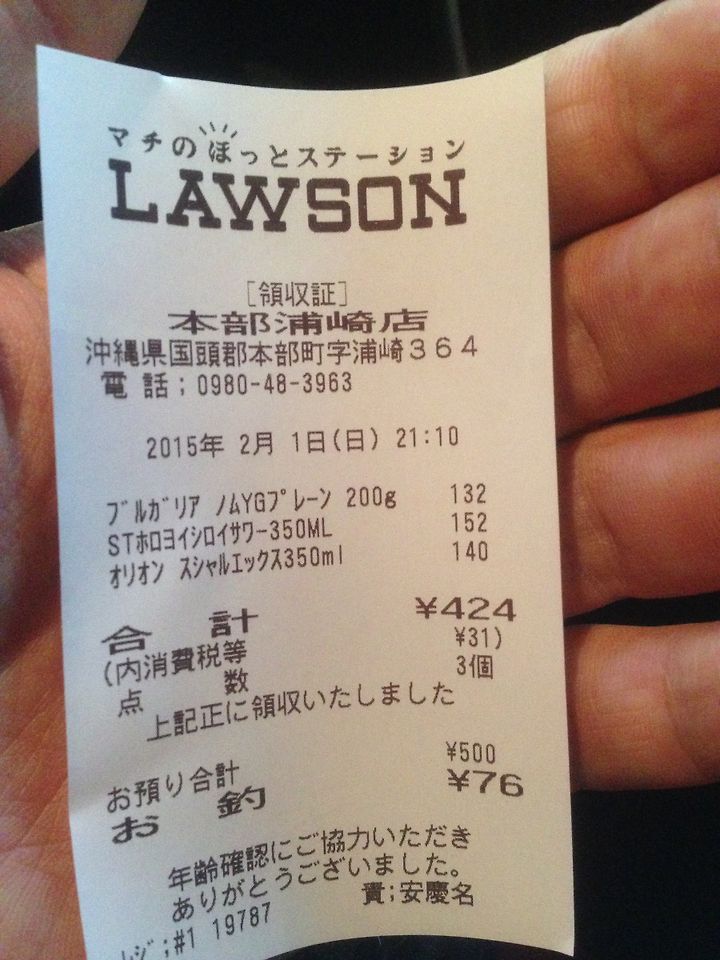 マチのほっとステーション
LAWSON
[領収証]
本部浦崎店
沖縄県国頭郡本部町字浦崎364
電 話;0980-48-3963
2015年 2月 1日(日) 21:10
ﾌﾞﾙｶﾞﾘｱ ﾉﾑYGﾌﾟﾚｰﾝ 200g 132
STﾎﾛﾖｲｼﾛｲｻﾜｰ350ML 152
ｵﾘｵﾝ ｽｼｬﾙｴｯｸｽ350ml 140
合 計 ¥424
(内消費税等 ¥31)
点 数 3個
上記正に領収いたしました
お預り合計 ¥500
お 釣 ¥76
年齢確認にご協力いただき
ありがとうございました。
責;安慶名
ﾚｼﾞ;#1 19787